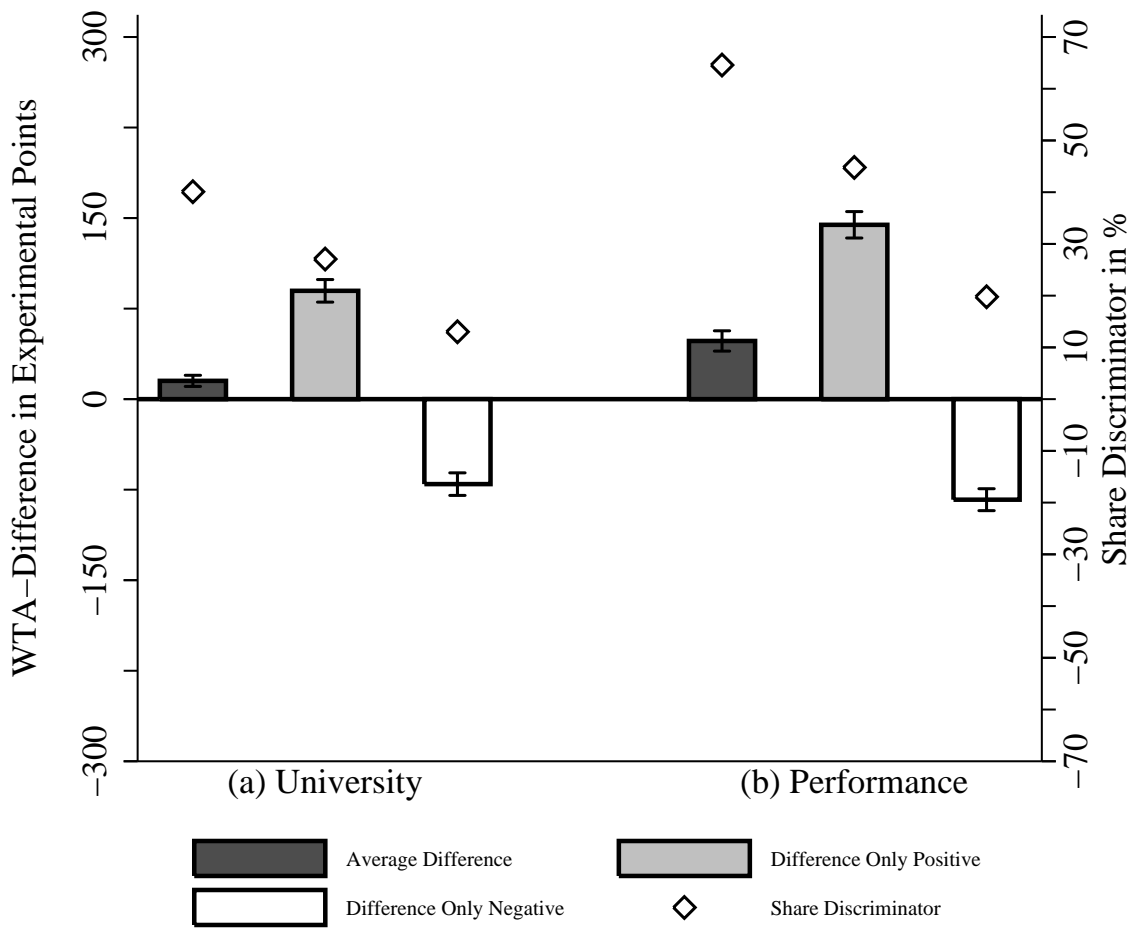 WTA−Difference in Experimental Points
300
150
0
−150
−300
70
50
30
10
−10
−30
−50
−70
Share Discriminator in %
(a) University
(b) Performance
Average Difference
Difference Only Positive
Difference Only Negative
Share Discriminator